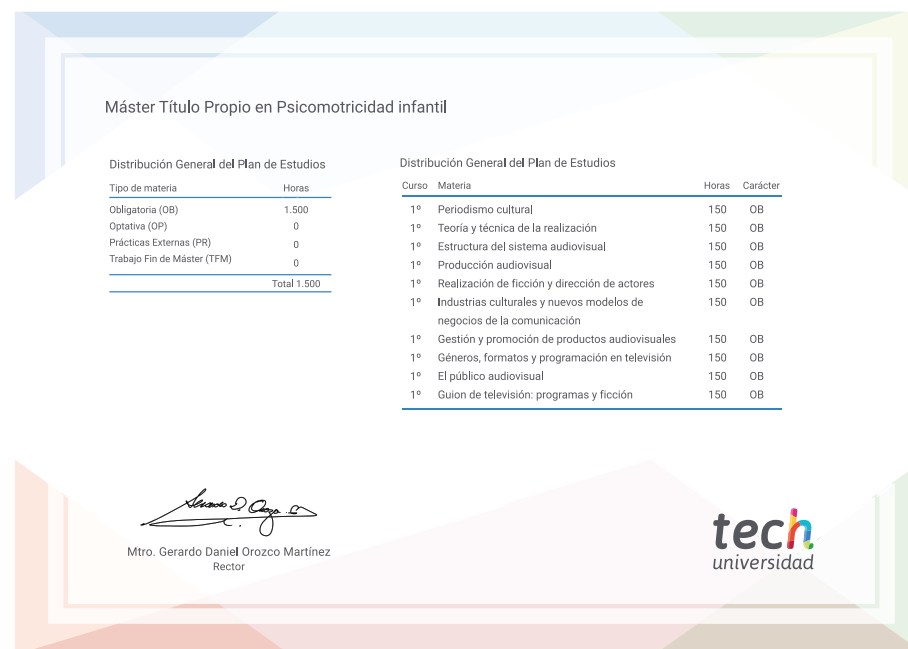 Máster Título Propio en Psicomotricidad infantil
Distribución General del Plan de Estudios
Tipo de materia Horas
Obligatoria (OB) 1.500
Optativa (OP) 0
Prácticas Externas (PR) 0
Trabajo Fin de Máster (TFM) 0
Total 1.500
Distribución General del Plan de Estudios
Curso Materia Horas Carácter
1º Periodismo cultural 150 OB
1º Teoría y técnica de la realización 150 OB
1º Estructura del sistema audiovisual 150 OB
1º Producción audiovisual 150 OB
1º Realización de ficción y dirección de actores 150 OB
1º Industrias culturales y nuevos modelos de 150 OB
negocios de la comunicación
1º Gestión y promoción de productos audiovisuales 150 OB
1º Géneros, formatos y programación en televisión 150 OB
1º El público audiovisual 150 OB
1º Guion de televisión: programas y ficción 150 OB
Mtro. Gerardo Daniel Orozco Martínez
Rector
tech
universidad